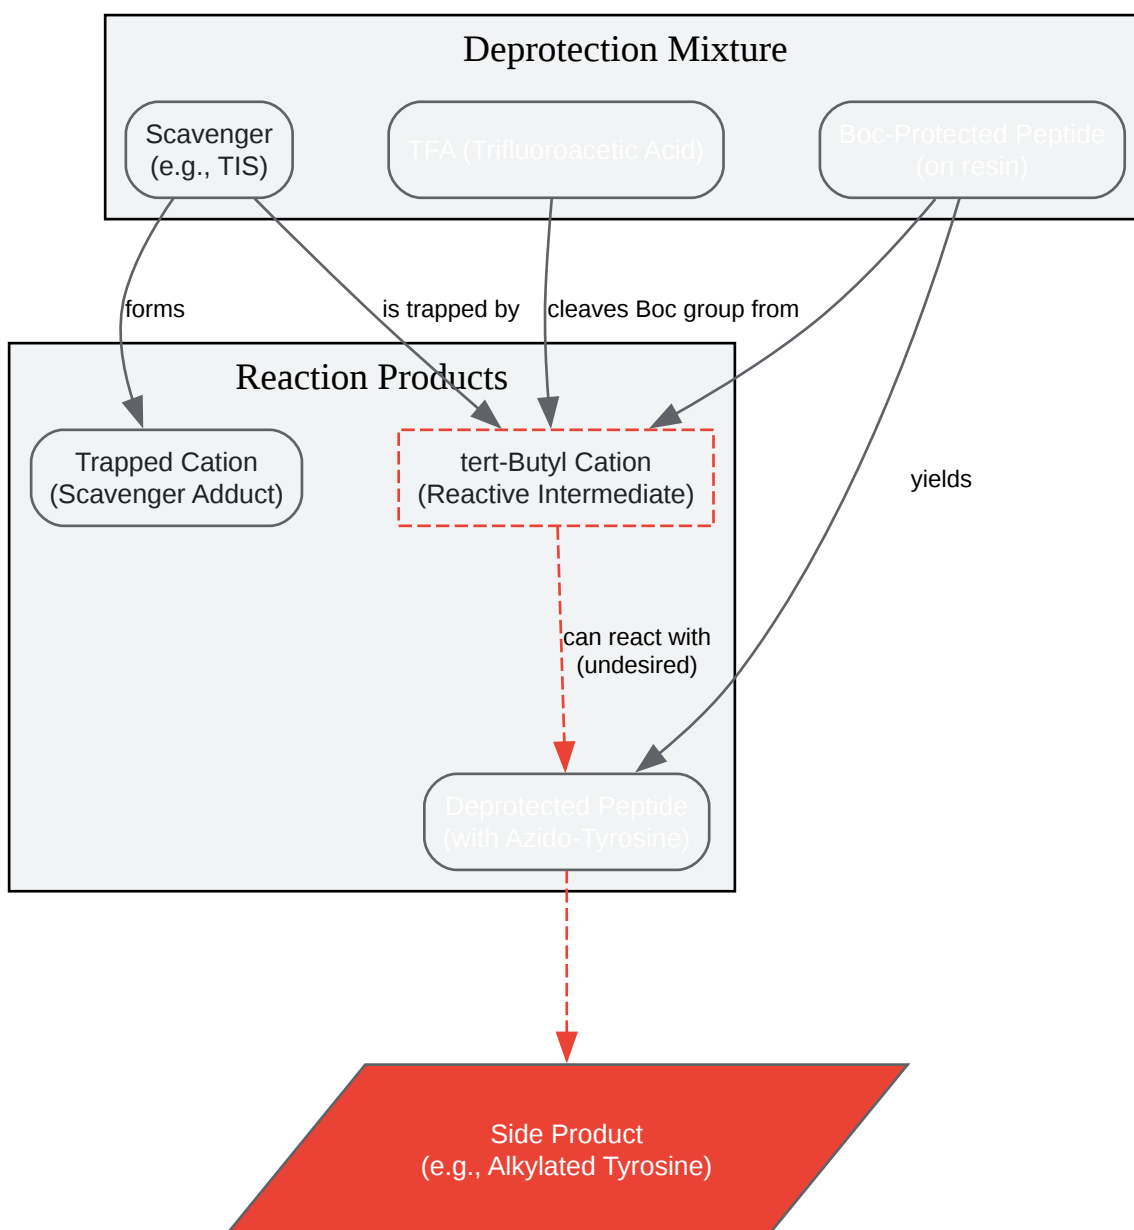 Deprotection Mixture
Scavenger
(e.g., TIS)
TFA (Trifluoroacetic Acid)
Boc-Protected Peptide
(on resin)
forms
is trapped by
cleaves Boc group from
Reaction Products
Trapped Cation
(Scavenger Adduct)
tert-Butyl Cation
(Reactive Intermediate)
yields
can react with
(undesired)
Deprotected Peptide
(with Azido-Tyrosine)
Side Product
(e.g., Alkylated Tyrosine)